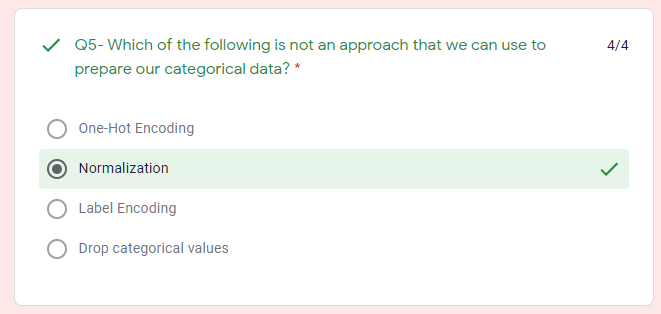 Q5- Which of the following is not an approach that we can use to
4/4
prepare our categorical data? *
One-Hot Encoding
Normalization
Label Encoding
Drop categorical values